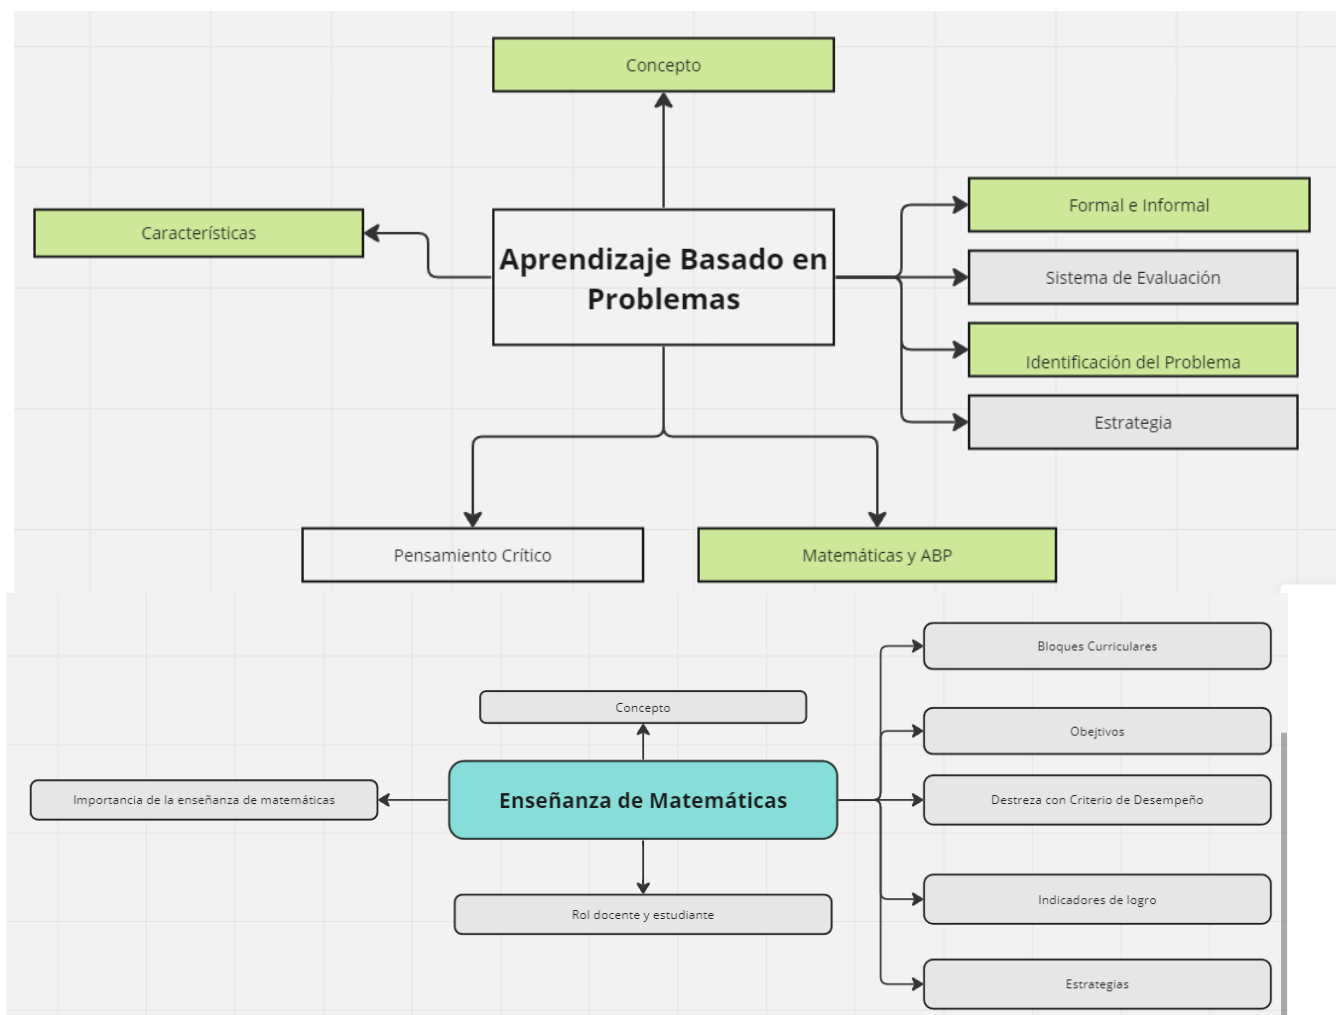 Concepto
Formal e Informal
Características
Aprendizaje Basado en
Problemas
Sistema de Evaluación
Identificación del Problema
Estrategia
Pensamiento Crítico
Matemáticas y ABP
Bloques Curriculares
Concepto
Obejtivos
Importancia de la enseñanza de matemáticas
Enseñanza de Matemáticas
Destreza con Criterio de Desempeño
Indicadores de logro
Rol docente y estudiante
Estrategias